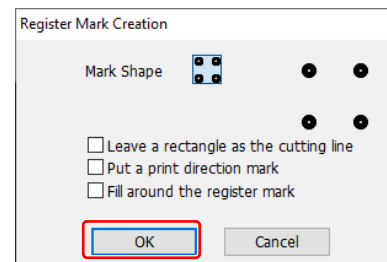 Register Mark Creation
Mark Shape
Leave a rectangle as the cutting line
Put a print direction mark
Fill around the register mark
OK
Cancel